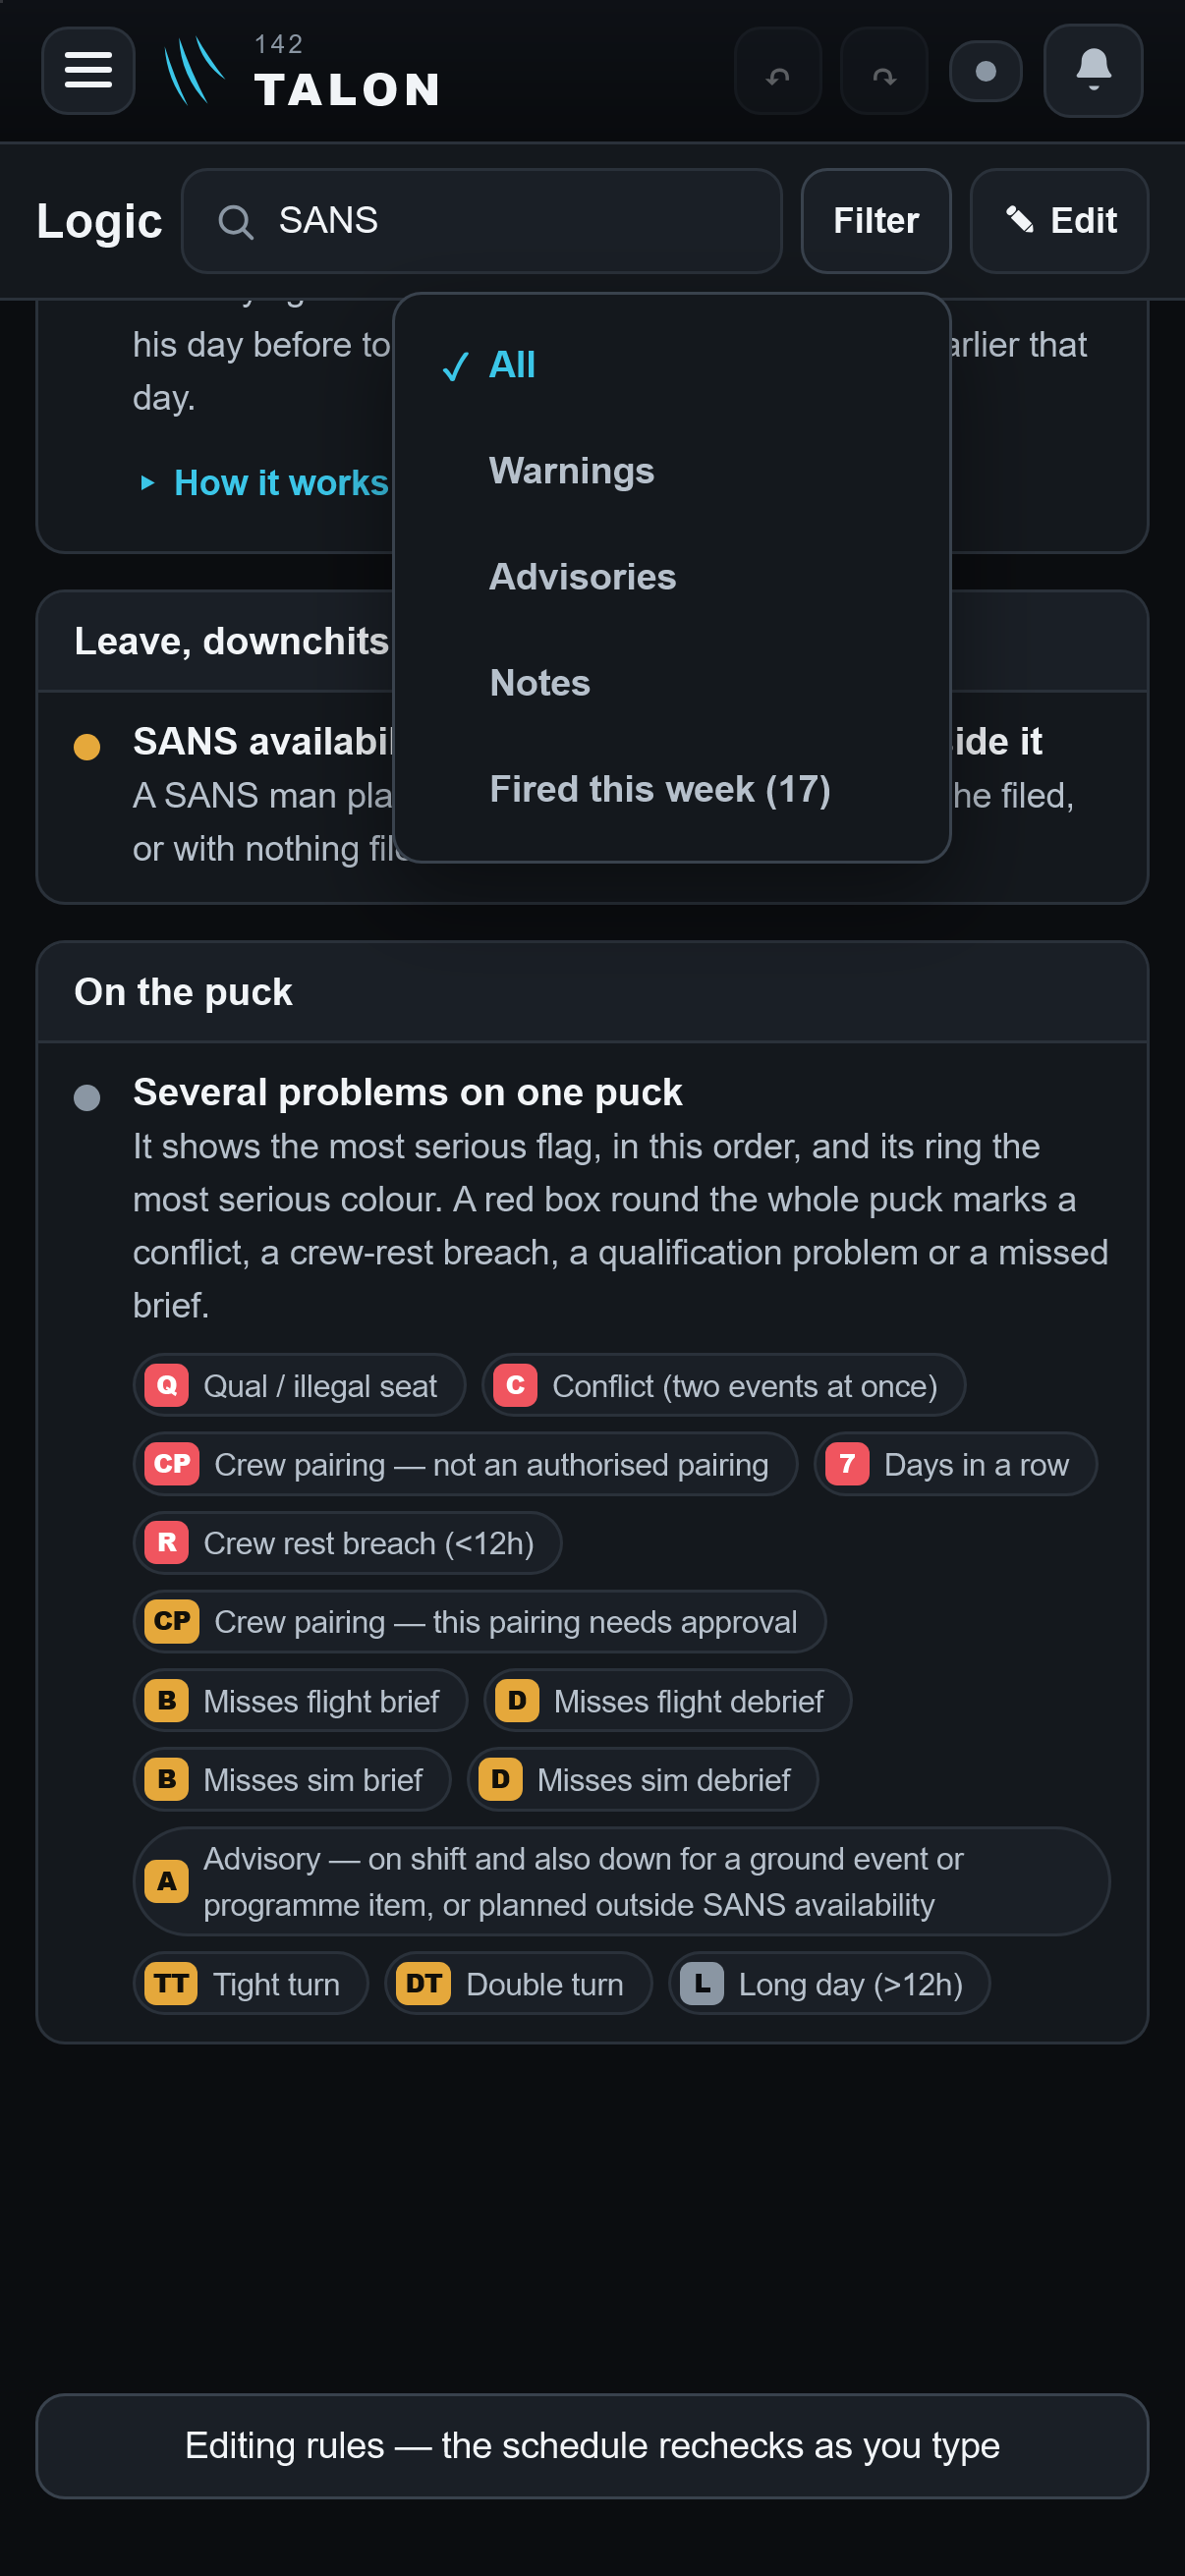 142
TALON
Logic
SANS
Filter
Edit
his day before to
arlier that
day.
How it works
✓ All
Warnings
Advisories
Notes
Fired this week (17)
Leave, downchits
SANS availabil
side it
A SANS man pla
he filed,
or with nothing file
On the puck
Several problems on one puck
It shows the most serious flag, in this order, and its ring the
most serious colour. A red box round the whole puck marks a
conflict, a crew-rest breach, a qualification problem or a missed
brief.
Q Qual / illegal seat C Conflict (two events at once)
CP Crew pairing — not an authorised pairing 7 Days in a row
R Crew rest breach (<12h)
CP Crew pairing — this pairing needs approval
B Misses flight brief D Misses flight debrief
B Misses sim brief D Misses sim debrief
A Advisory — on shift and also down for a ground event or
programme item, or planned outside SANS availability
TT Tight turn DT Double turn L Long day (>12h)
Editing rules — the schedule rechecks as you type